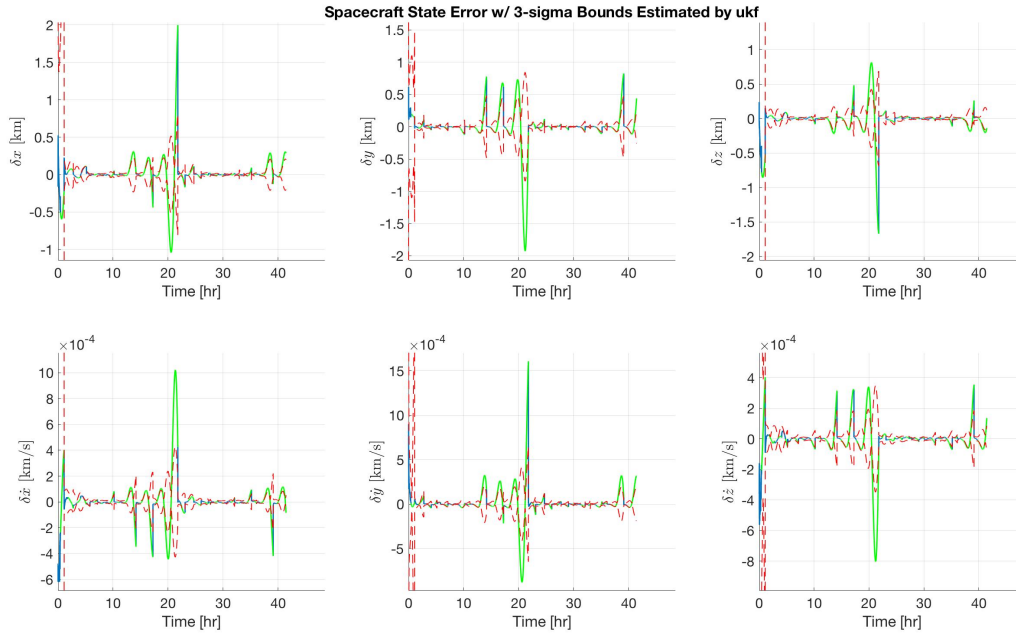 Spacecraft State Error w/ 3-sigma Bounds Estimated by ukf
2
1.5
1
0.5
0
-0.5
-1
δx [km]
0 10 20 30 40
Time [hr]
1
0.5
0
-0.5
-1
-1.5
-2
δy [km]
0 10 20 30 40
Time [hr]
1
0.5
0
-0.5
-1
-1.5
-2
δz [km]
0 10 20 30 40
Time [hr]
×10⁻⁴
10
8
6
4
2
0
-2
-4
-6
δẋ [km/s]
0 10 20 30 40
Time [hr]
×10⁻⁴
15
10
5
0
-5
δẏ [km/s]
0 10 20 30 40
Time [hr]
×10⁻⁴
4
2
0
-2
-4
-6
-8
δż [km/s]
0 10 20 30 40
Time [hr]